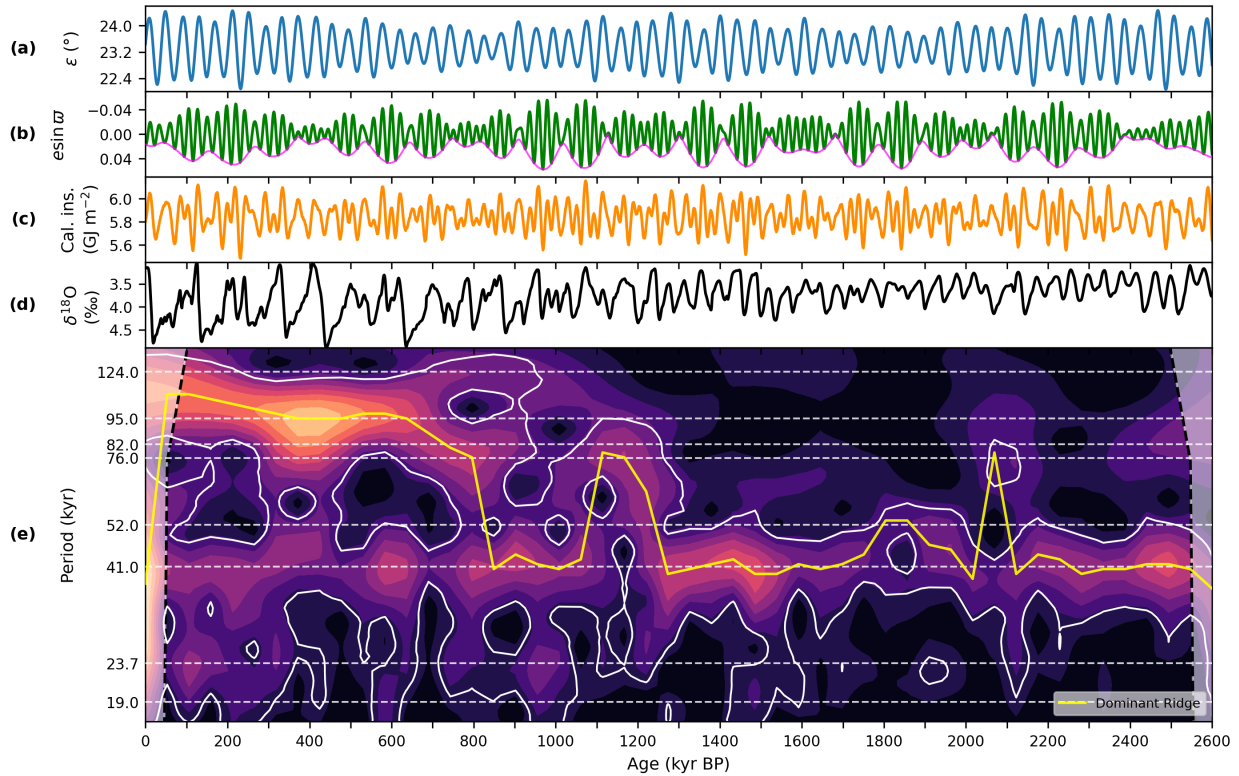 (a)
ε (°)
24.0
23.2
22.4
(b)
e sin ϖ
−0.04
0.00
0.04
(c)
Cal. ins.
(GJ m⁻²)
6.0
5.8
5.6
(d)
δ¹⁸O
(‰)
3.5
4.0
4.5
(e)
Period (kyr)
124.0
95.0
82.0
76.0
52.0
41.0
23.7
19.0
Dominant Ridge
0 200 400 600 800 1000 1200 1400 1600 1800 2000 2200 2400 2600
Age (kyr BP)